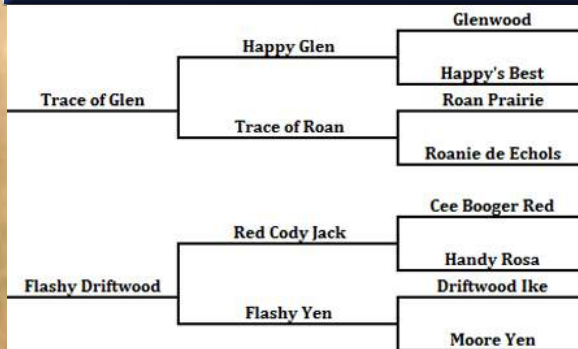 Glenwood
Happy Glen
Happy's Best
Trace of Glen
Roan Prairie
Trace of Roan
Roanie de Echols
Cee Booger Red
Red Cody Jack
Handy Rosa
Flashy Driftwood
Driftwood Ike
Flashy Yen
Moore Yen